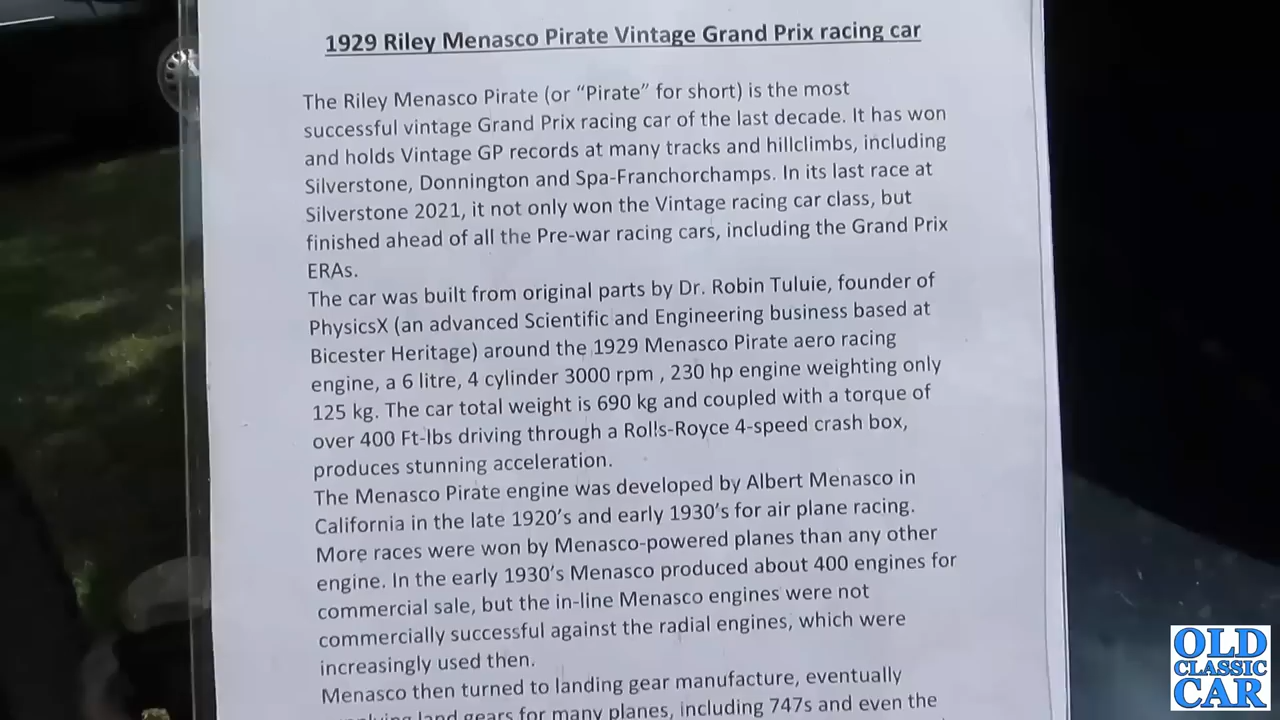 1929 Riley Menasco Pirate Vintage Grand Prix racing car
The Riley Menasco Pirate (or “Pirate” for short) is the most
successful vintage Grand Prix racing car of the last decade. It has won
and holds Vintage GP records at many tracks and hillclimbs, including
Silverstone, Donnington and Spa-Franchorchamps. In its last race at
Silverstone 2021, it not only won the Vintage racing car class, but
finished ahead of all the Pre-war racing cars, including the Grand Prix
ERAs.
The car was built from original parts by Dr. Robin Tuluie, founder of
PhysicsX (an advanced Scientific and Engineering business based at
Bicester Heritage) around the 1929 Menasco Pirate aero racing
engine, a 6 litre, 4 cylinder 3000 rpm , 230 hp engine weighting only
125 kg. The car total weight is 690 kg and coupled with a torque of
over 400 Ft-lbs driving through a Rolls-Royce 4-speed crash box,
produces stunning acceleration.
The Menasco Pirate engine was developed by Albert Menasco in
California in the late 1920’s and early 1930’s for air plane racing.
More races were won by Menasco-powered planes than any other
engine. In the early 1930’s Menasco produced about 400 engines for
commercial sale, but the in-line Menasco engines were not
commercially successful against the radial engines, which were
increasingly used then.
Menasco then turned to landing gear manufacture, eventually
land gears for many planes, including 747s and even the
OLD
CLASSIC
CAR